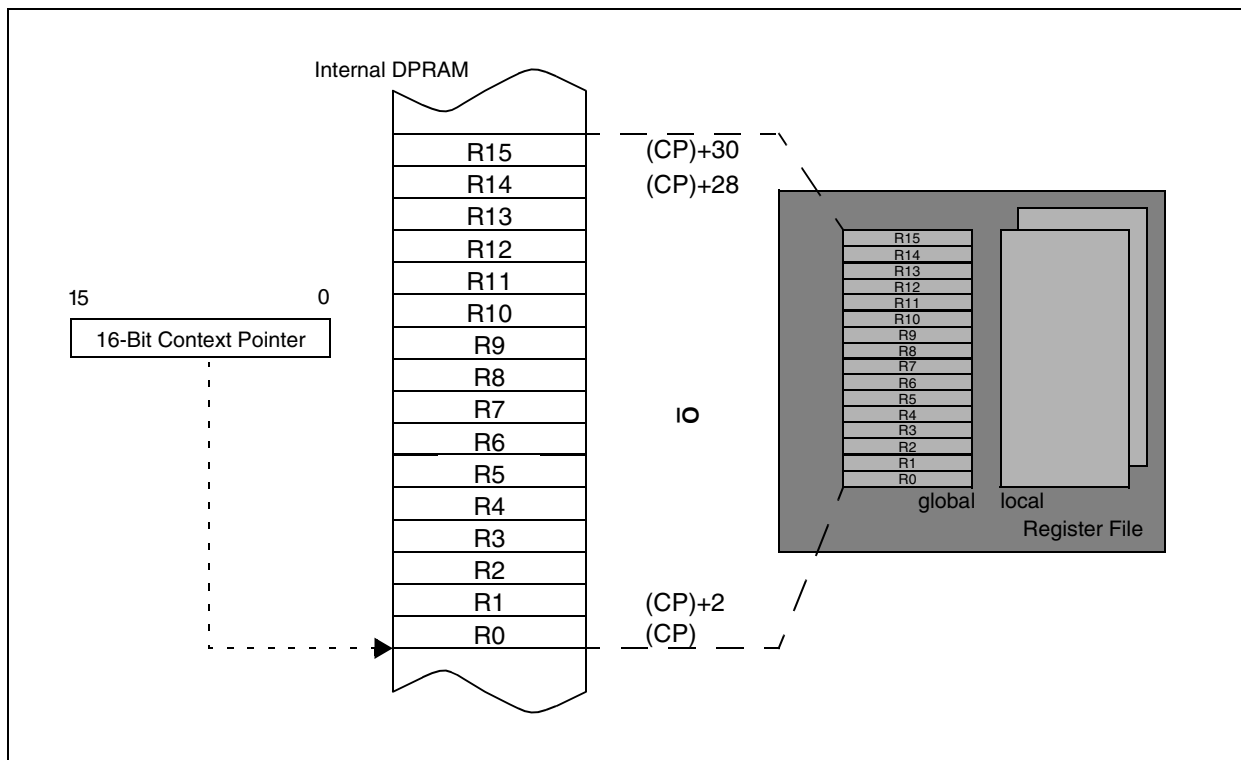 Internal DPRAM
R15
R14
R13
R12
R11
R10
R9
R8
R7
R6
R5
R4
R3
R2
R1
R0
15 0
16-Bit Context Pointer
(CP)+30
(CP)+28
(CP)+2
(CP)
R15
R14
R13
R12
R11
R10
R9
R8
R7
R6
R5
R4
R3
R2
R1
R0
global local
Register File